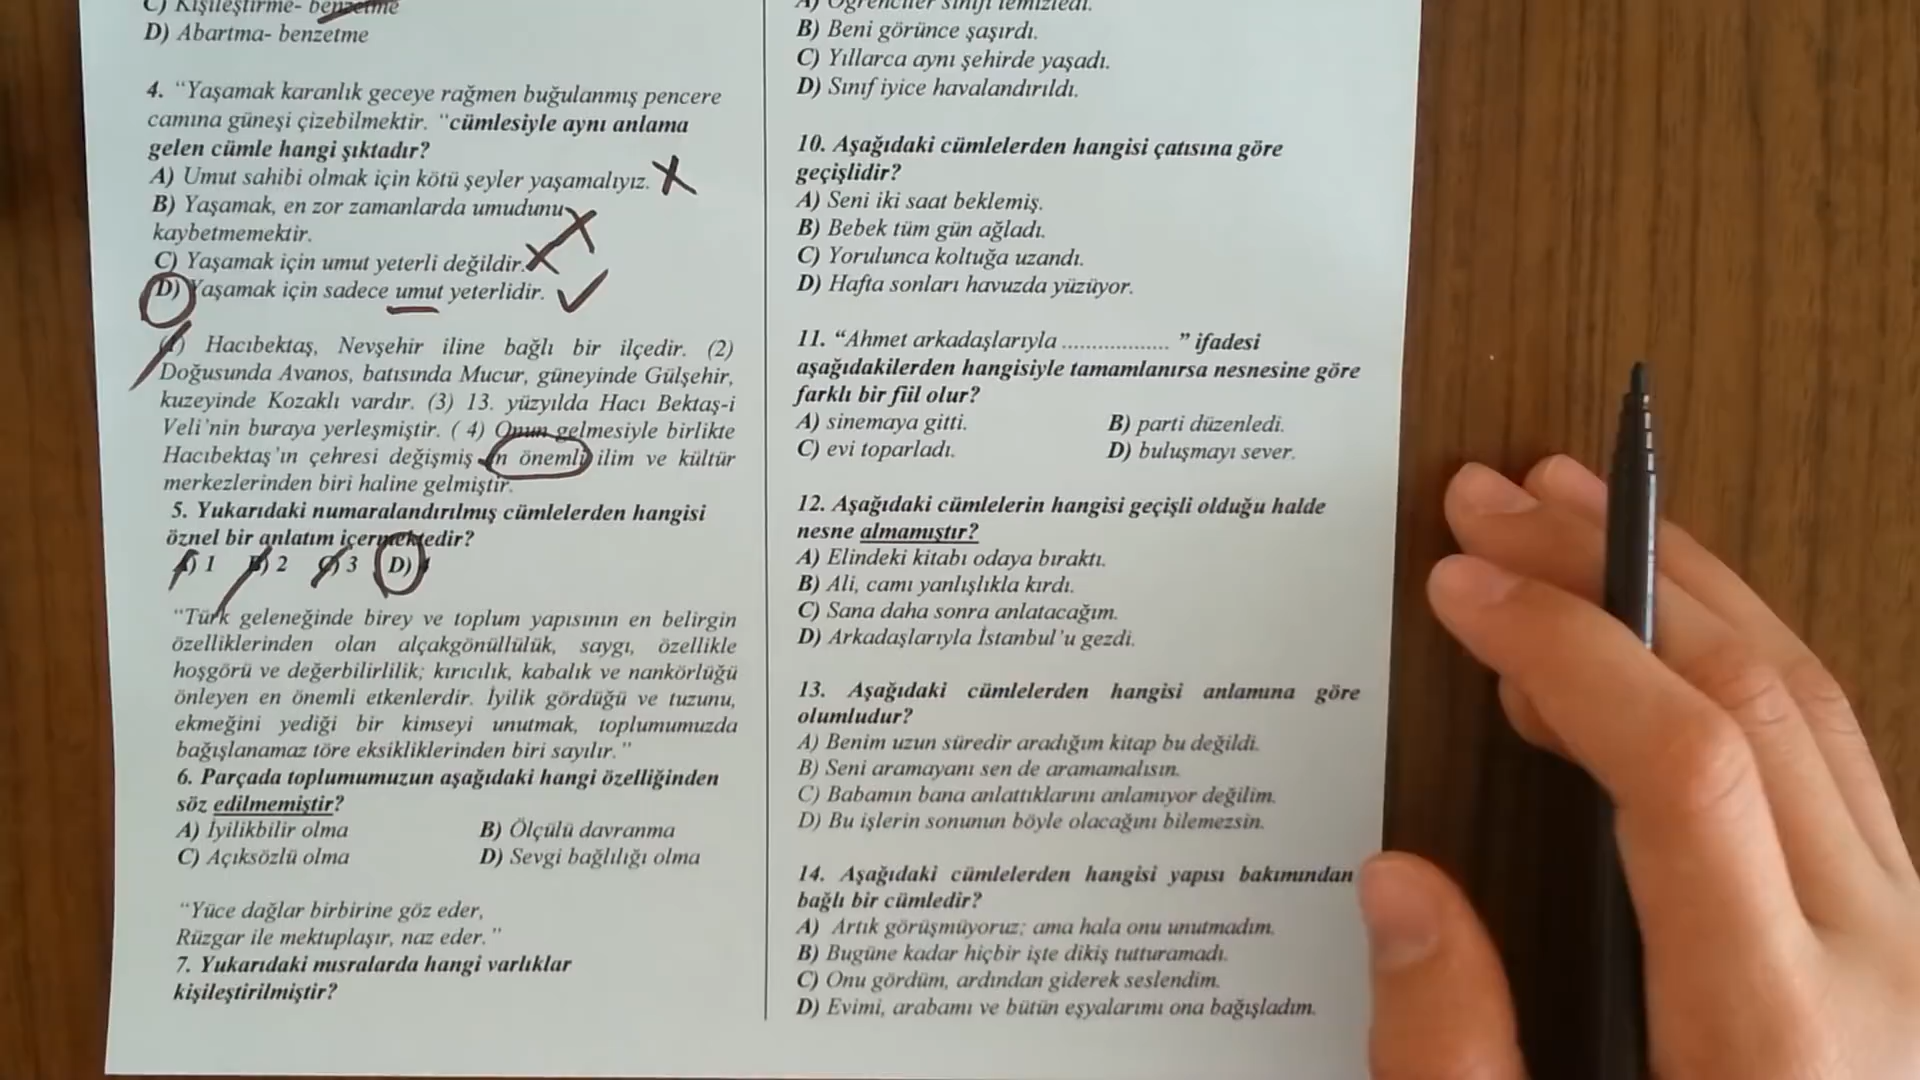 C) Kişileştirme- benzetme
D) Abartma- benzetme
4. “Yaşamak karanlık geceye rağmen buğulanmış pencere
camına güneşi çizebilmektir. “cümlesiyle aynı anlama
gelen cümle hangi şıktadır?
A) Umut sahibi olmak için kötü şeyler yaşamalıyız.
B) Yaşamak, en zor zamanlarda umudunu
kaybetmemektir.
C) Yaşamak için umut yeterli değildir.
D) Yaşamak için sadece umut yeterlidir.
(1) Hacıbektaş, Nevşehir iline bağlı bir ilçedir. (2)
Doğusunda Avanos, batısında Mucur, güneyinde Gülşehir,
kuzeyinde Kozaklı vardır. (3) 13. yüzyılda Hacı Bektaş-i
Veli’nin buraya yerleşmiştir. ( 4) Onun gelmesiyle birlikte
Hacıbektaş’ın çehresi değişmiş en önemli ilim ve kültür
merkezlerinden biri haline gelmiştir.
5. Yukarıdaki numaralandırılmış cümlelerden hangisi
öznel bir anlatım içermektedir?
A) 1 B) 2 C) 3 D) 4
“Türk geleneğinde birey ve toplum yapısının en belirgin
özelliklerinden olan alçakgönüllülük, saygı, özellikle
hoşgörü ve değerbilirlilik; kırıcılık, kabalık ve nankörlüğü
önleyen en önemli etkenlerdir. İyilik gördüğü ve tuzunu,
ekmeğini yediği bir kimseyi unutmak, toplumumuzda
bağışlanamaz töre eksikliklerinden biri sayılır. ”
6. Parçada toplumumuzun aşağıdaki hangi özelliğinden
söz edilmemiştir?
A) İyilikbilir olma B) Ölçülü davranma
C) Açıksözlü olma D) Sevgi bağlılığı olma
“Yüce dağlar birbirine göz eder,
Rüzgar ile mektuplaşır, naz eder. ”
7. Yukarıdaki mısralarda hangi varlıklar
kişileştirilmiştir?
A) Öğrenciler sınıfı temizledi.
B) Beni görünce şaşırdı.
C) Yıllarca aynı şehirde yaşadı.
D) Sınıf iyice havalandırıldı.
10. Aşağıdaki cümlelerden hangisi çatısına göre
geçişlidir?
A) Seni iki saat beklemiş.
B) Bebek tüm gün ağladı.
C) Yorulunca koltuğa uzandı.
D) Hafta sonları havuzda yüzüyor.
11. “Ahmet arkadaşlarıyla ................. ” ifadesi
aşağıdakilerden hangisiyle tamamlanırsa nesnesine göre
farklı bir fiil olur?
A) sinemaya gitti. B) parti düzenledi.
C) evi toparladı. D) buluşmayı sever.
12. Aşağıdaki cümlelerin hangisi geçişli olduğu halde
nesne almamıştır?
A) Elindeki kitabı odaya bıraktı.
B) Ali, camı yanlışlıkla kırdı.
C) Sana daha sonra anlatacağım.
D) Arkadaşlarıyla İstanbul’u gezdi.
13. Aşağıdaki cümlelerden hangisi anlamına göre
olumludur?
A) Benim uzun süredir aradığım kitap bu değildi.
B) Seni aramayanı sen de aramamalısın.
C) Babamın bana anlattıklarını anlamıyor değilim.
D) Bu işlerin sonunun böyle olacağını bilemezsin.
14. Aşağıdaki cümlelerden hangisi yapısı bakımından
bağlı bir cümledir?
A) Artık görüşmüyoruz; ama hala onu unutmadım.
B) Bugüne kadar hiçbir işte dikiş tutturamadı.
C) Onu gördüm, ardından giderek seslendim.
D) Evimi, arabamı ve bütün eşyalarımı ona bağışladım.